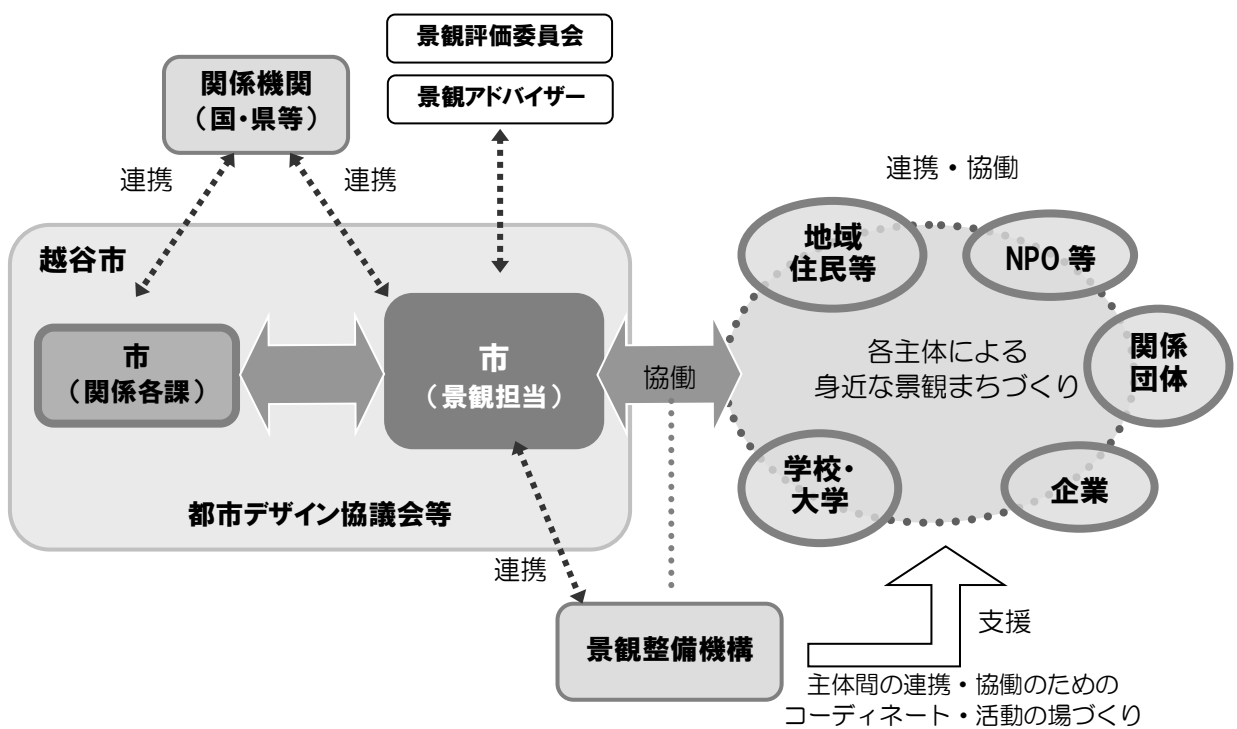 景観評価委員会
関係機関
（国・県等）
景観アドバイザー
連携
連携
連携・協働
越谷市
地域
住民等
NPO 等
市
（関係各課）
市
（景観担当）
協働
各主体による
身近な景観まちづくり
関係
団体
学校・
大学
企業
都市デザイン協議会等
連携
景観整備機構
支援
主体間の連携・協働のための
コーディネート・活動の場づくり